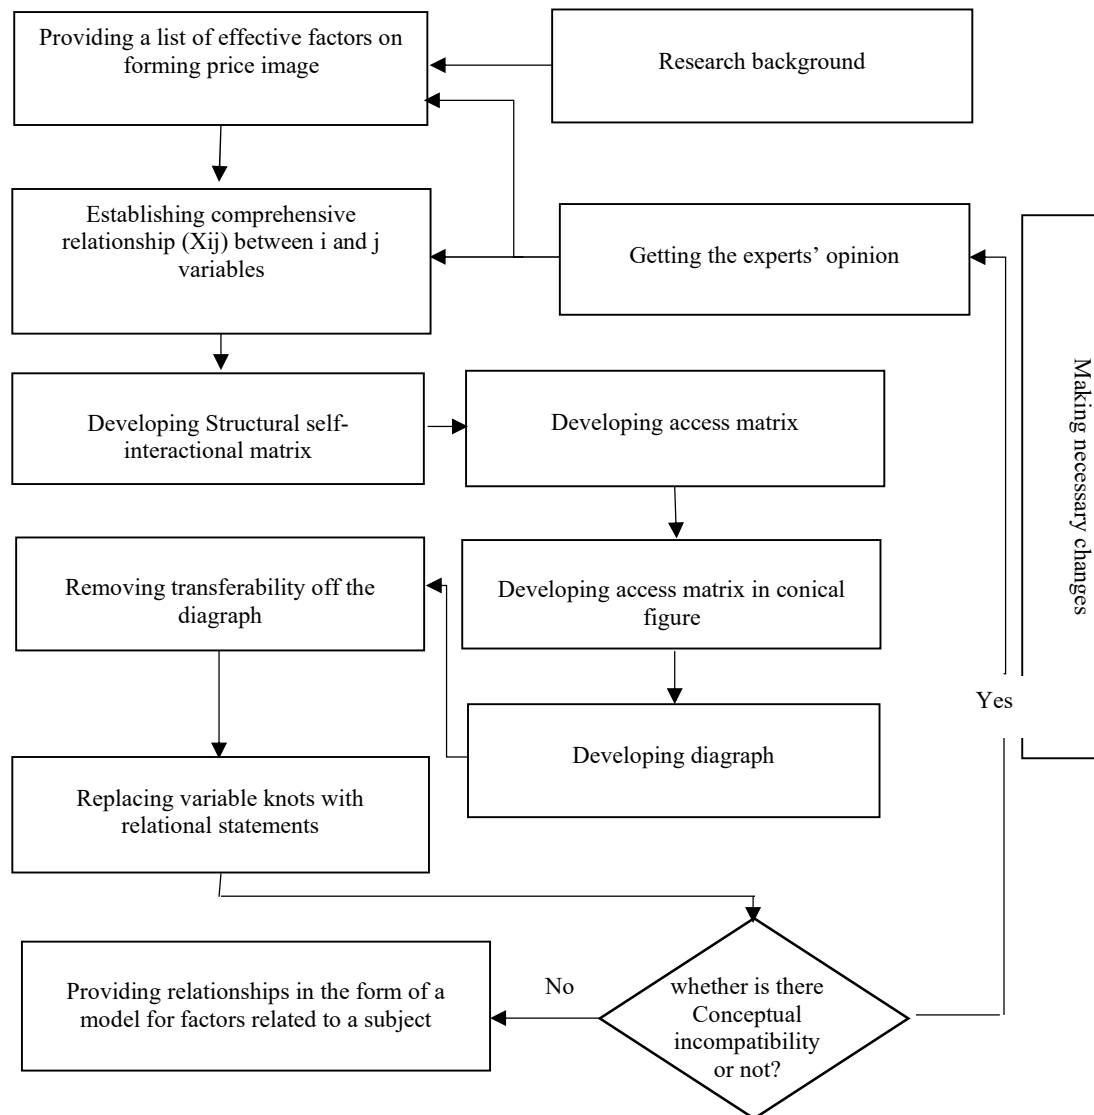 Providing a list of effective factors on
forming price image
Research background
Establishing comprehensive
relationship (Xij) between i and j
variables
Getting the experts’ opinion
Making necessary changes
Developing Structural self-
interactional matrix
Developing access matrix
Removing transferability off the
diagraph
Developing access matrix in conical
figure
Yes
Developing diagraph
Replacing variable knots with
relational statements
Providing relationships in the form of a
model for factors related to a subject
No
whether is there
Conceptual
incompatibility
or not?